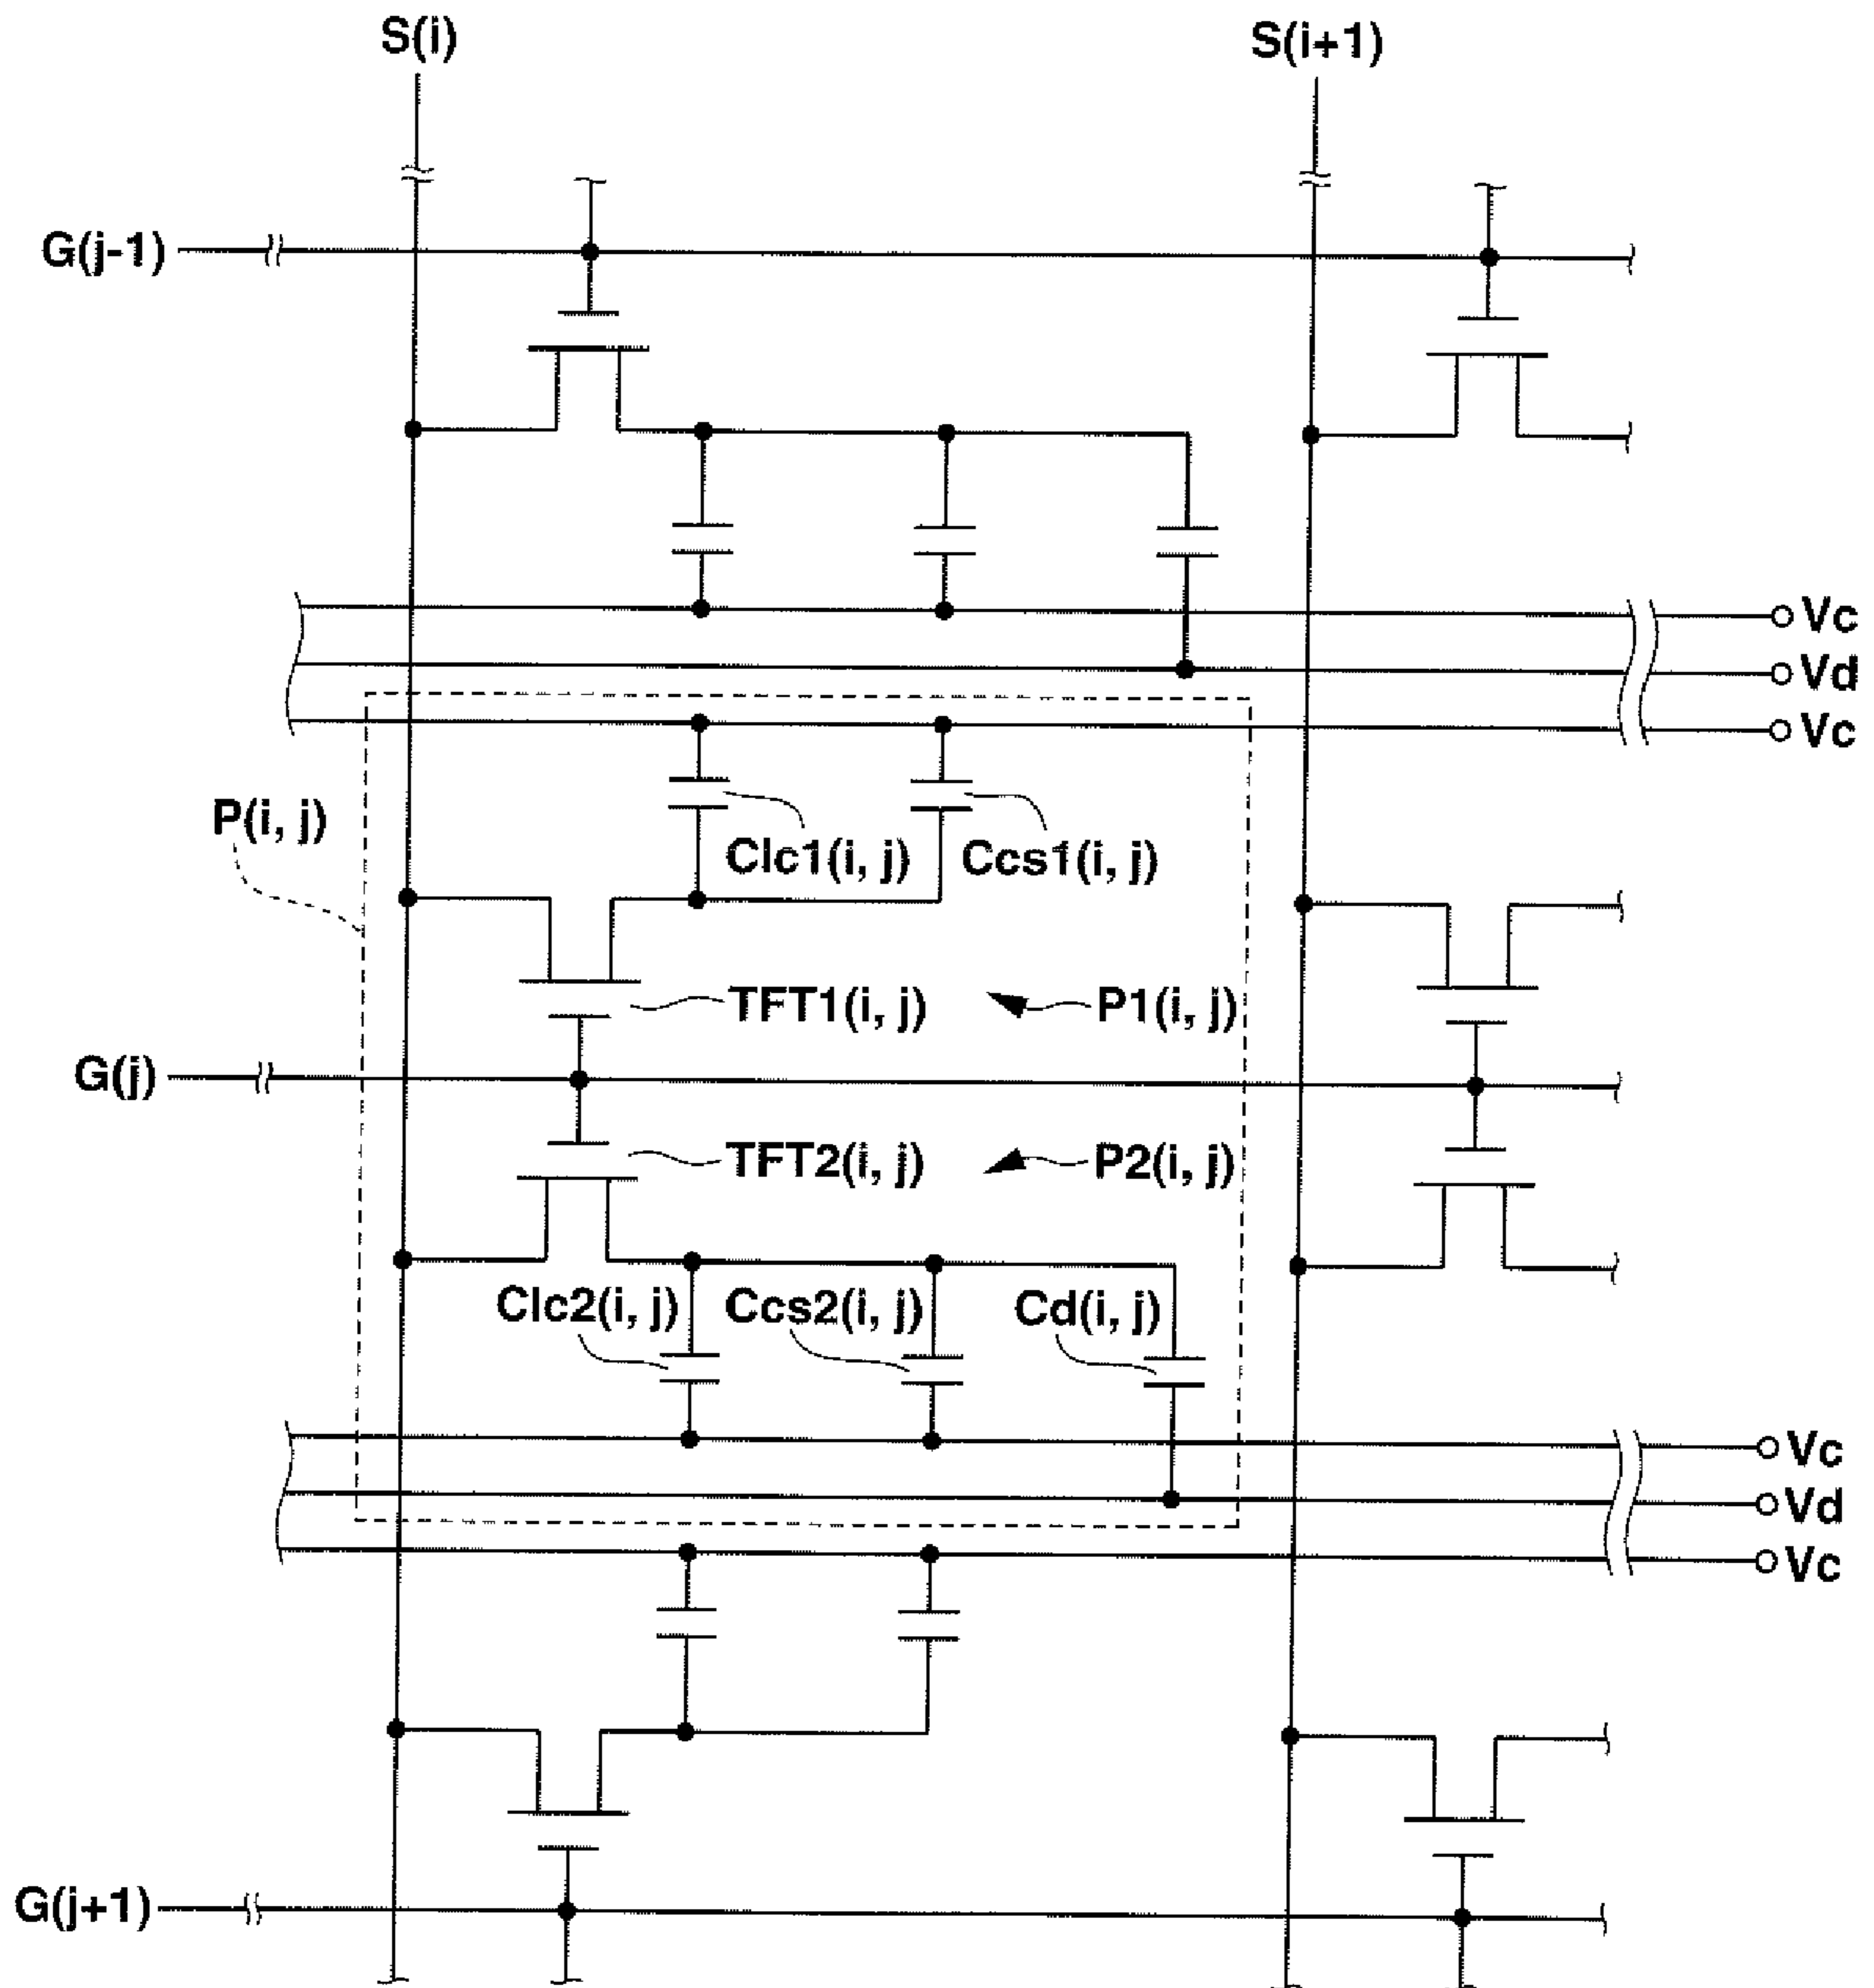 S(i)
S(i+1)
G(j-1)
Vc
Vd
Vc
P(i, j)
Clc1(i, j)
Ccs1(i, j)
TFT1(i, j)
P1(i, j)
G(j)
TFT2(i, j)
P2(i, j)
Clc2(i, j)
Ccs2(i, j)
Cd(i, j)
Vc
Vd
Vc
G(j+1)